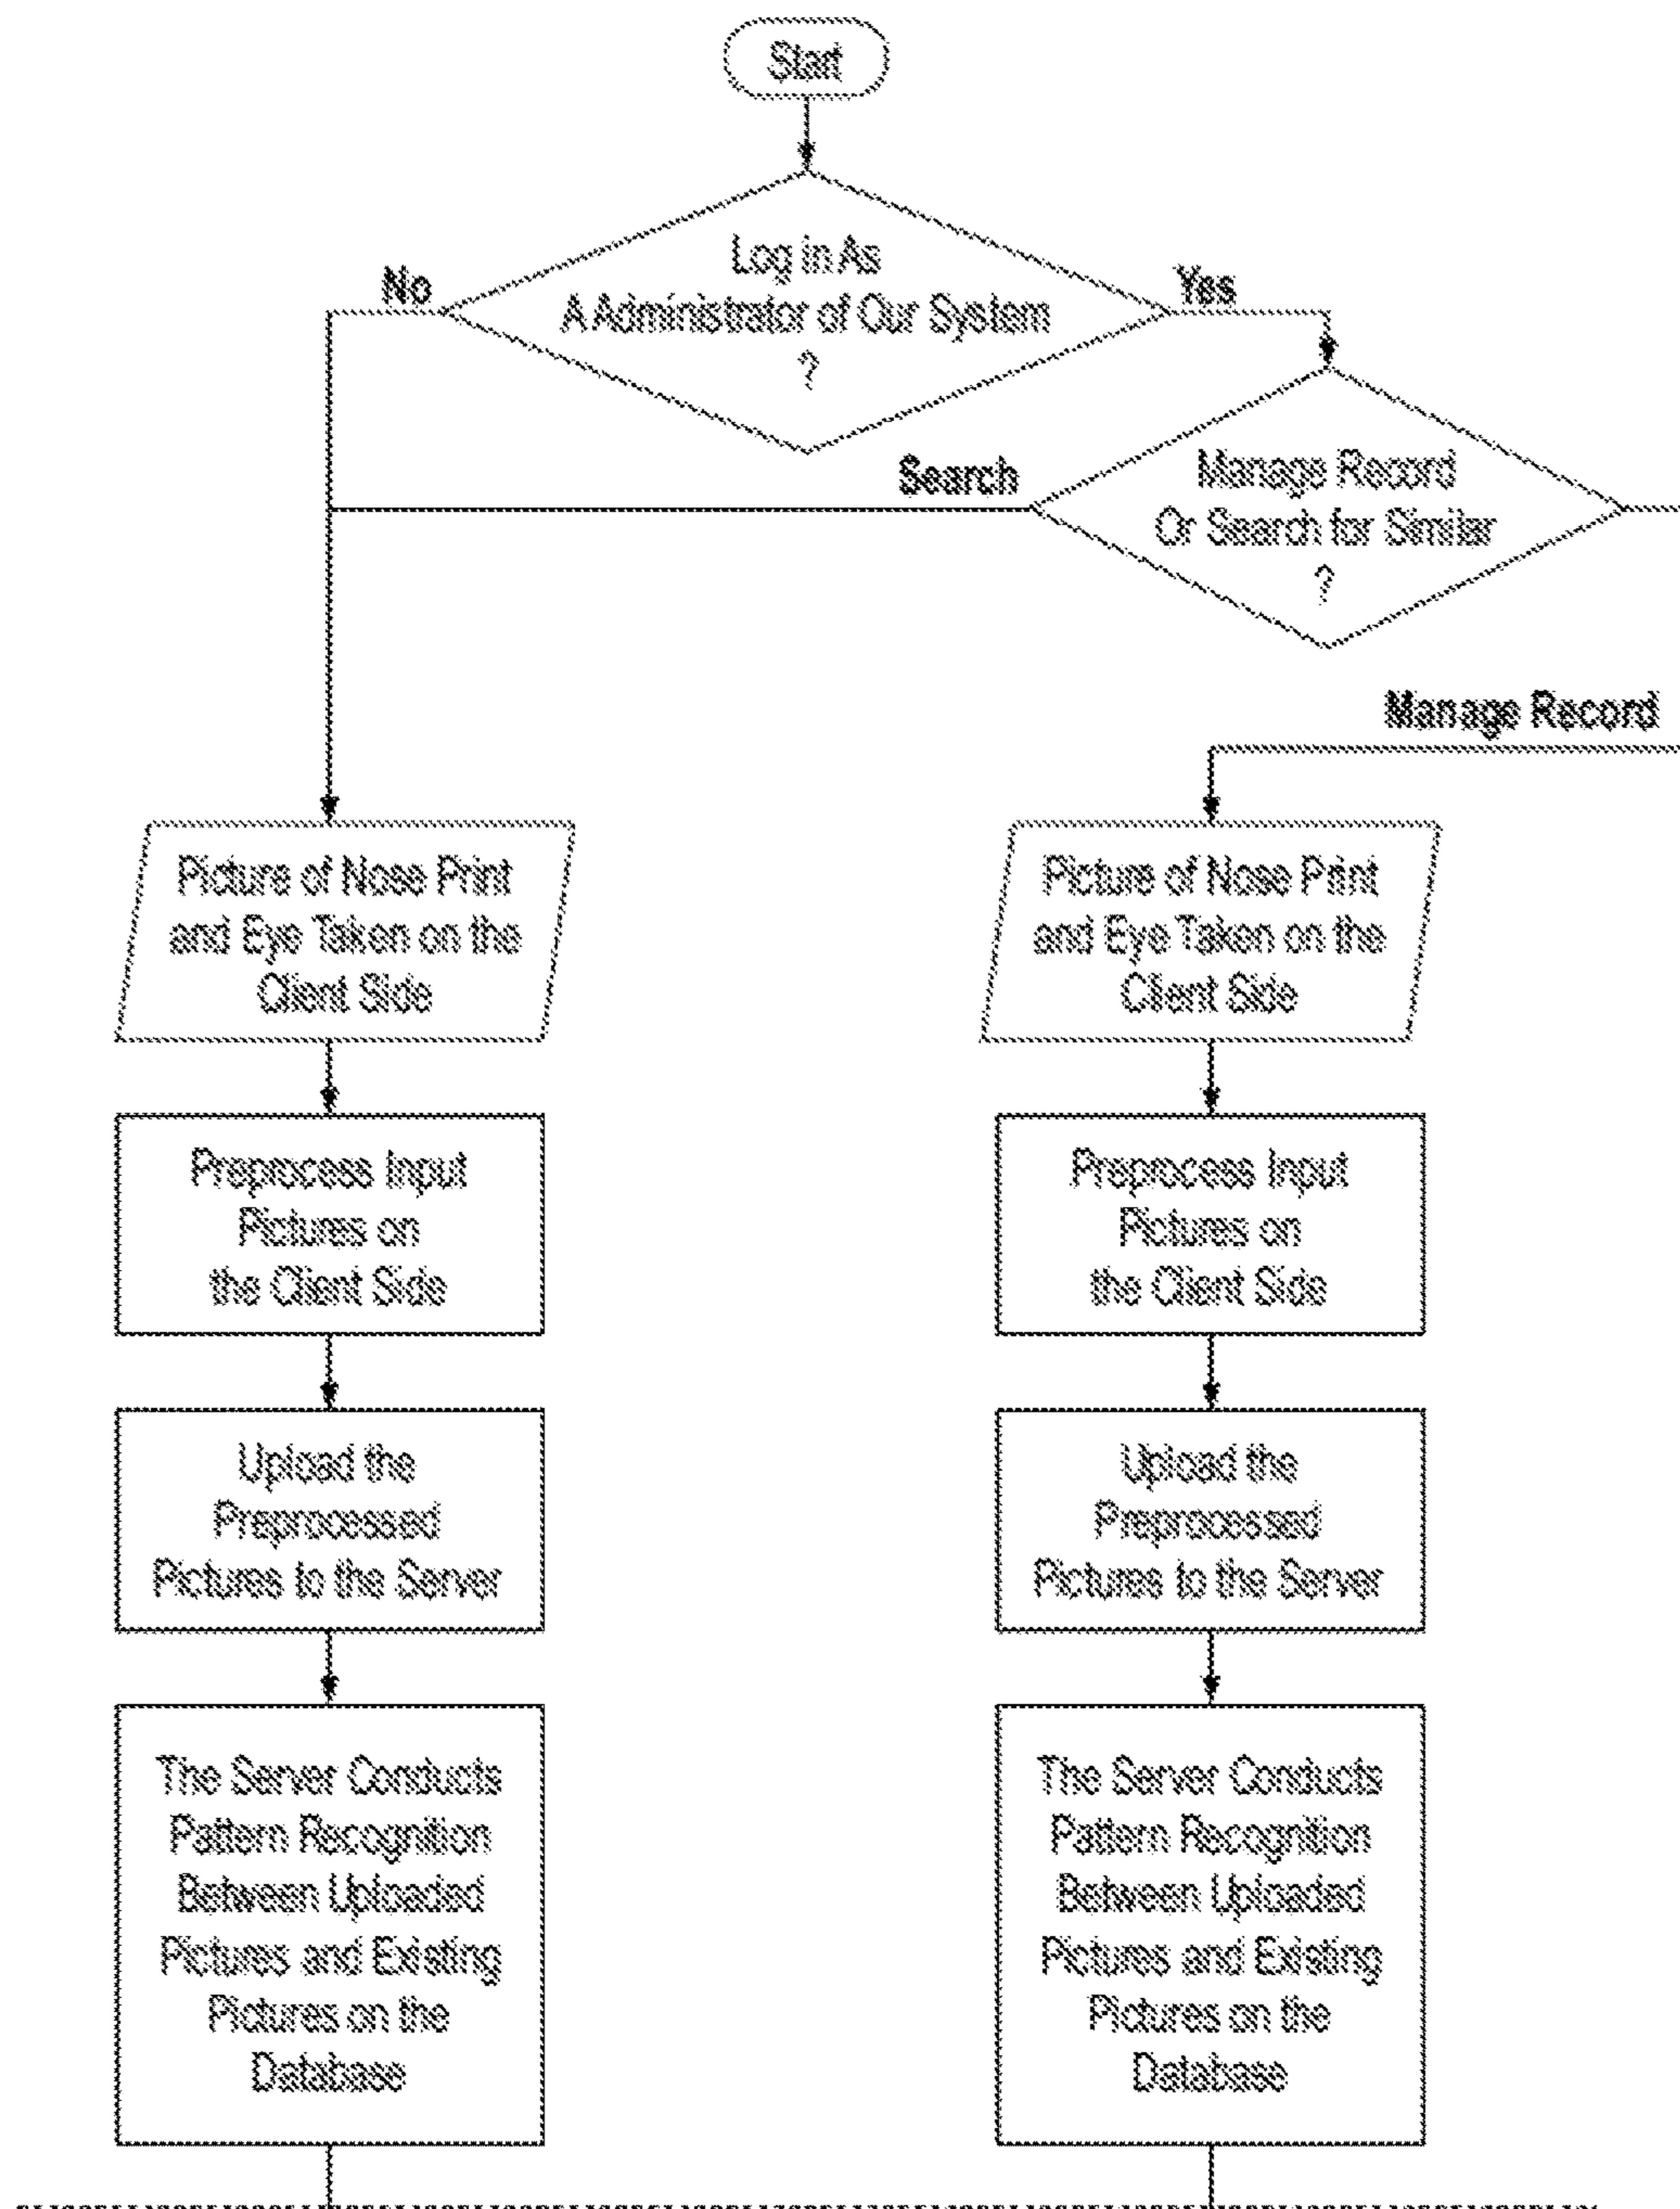 Start
Log in As
A Administrator of Our System
?
No
Yes
Manage Record
Or Search for Similar
?
Search
Manage Record
Picture of Nose Print
and Eye Taken on the
Client Side
Preprocess Input
Pictures on
the Client Side
Upload the
Preprocessed
Pictures to the Server
The Server Conducts
Pattern Recognition
Between Uploaded
Pictures and Existing
Pictures on the
Database
Picture of Nose Print
and Eye Taken on the
Client Side
Preprocess Input
Pictures on
the Client Side
Upload the
Preprocessed
Pictures to the Server
The Server Conducts
Pattern Recognition
Between Uploaded
Pictures and Existing
Pictures on the
Database